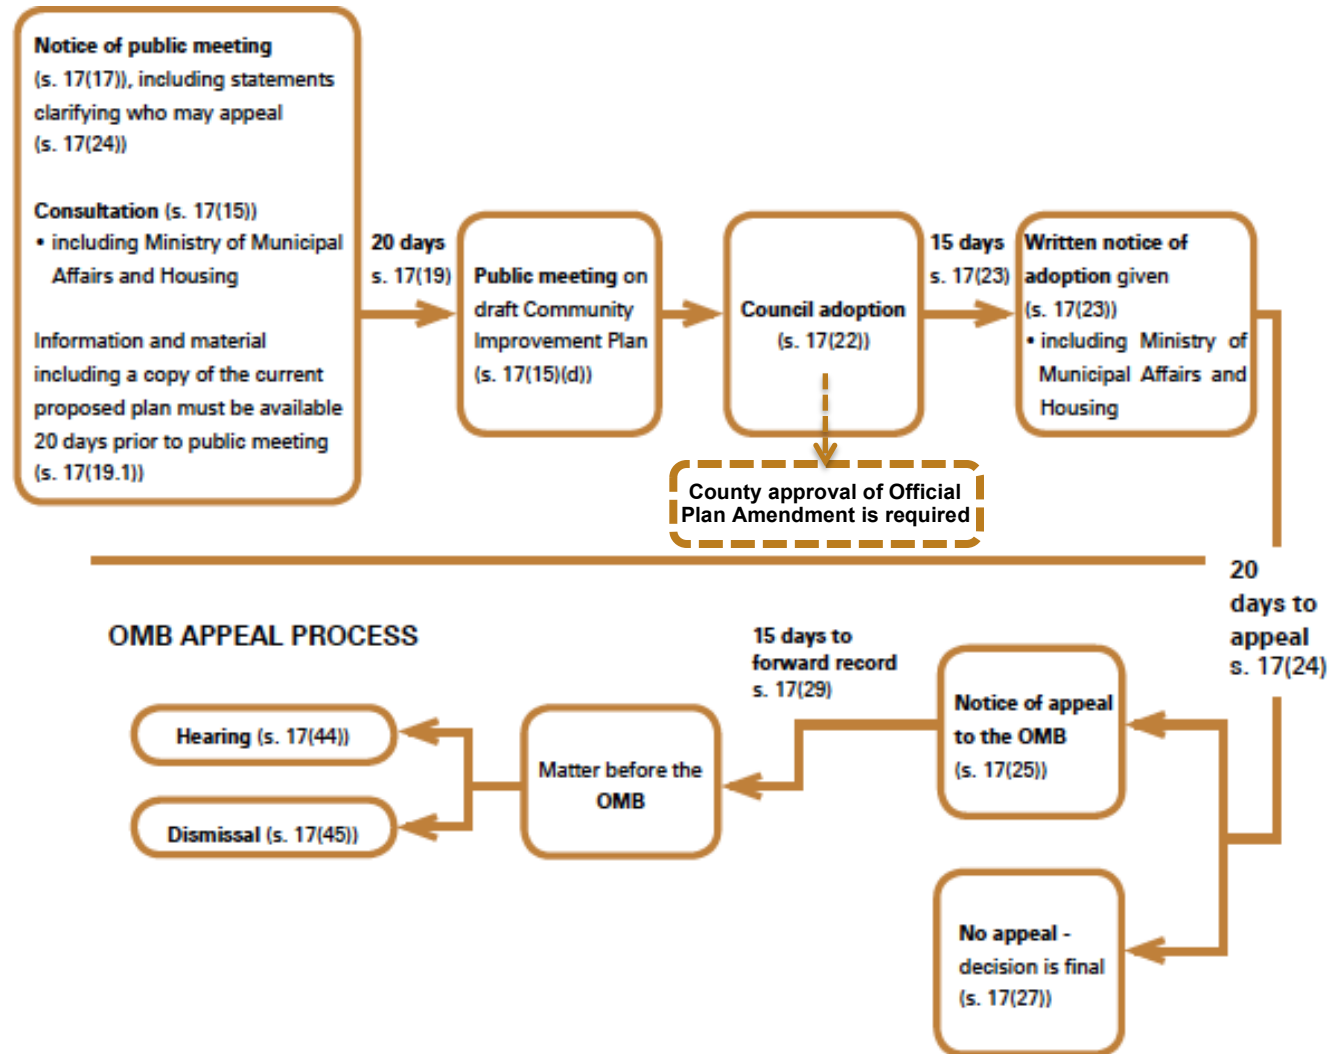 Notice of public meeting
(s. 17(17)), including statements
clarifying who may appeal
(s. 17(24))
Consultation (s. 17(15))
• including Ministry of Municipal
Affairs and Housing
Information and material
including a copy of the current
proposed plan must be available
20 days prior to public meeting
(s. 17(19.1))
20 days
s. 17(19)
Public meeting on
draft Community
Improvement Plan
(s. 17(15)(d))
Council adoption
(s. 17(22))
County approval of Official
Plan Amendment is required
15 days
s. 17(23)
Written notice of
adoption given
(s. 17(23))
• including Ministry of
Municipal Affairs and
Housing
20
days to
appeal
s. 17(24)
OMB APPEAL PROCESS
Notice of appeal
to the OMB
(s. 17(25))
No appeal -
decision is final
(s. 17(27))
15 days to
forward record
s. 17(29)
Matter before the
OMB
Hearing (s. 17(44))
Dismissal (s. 17(45))